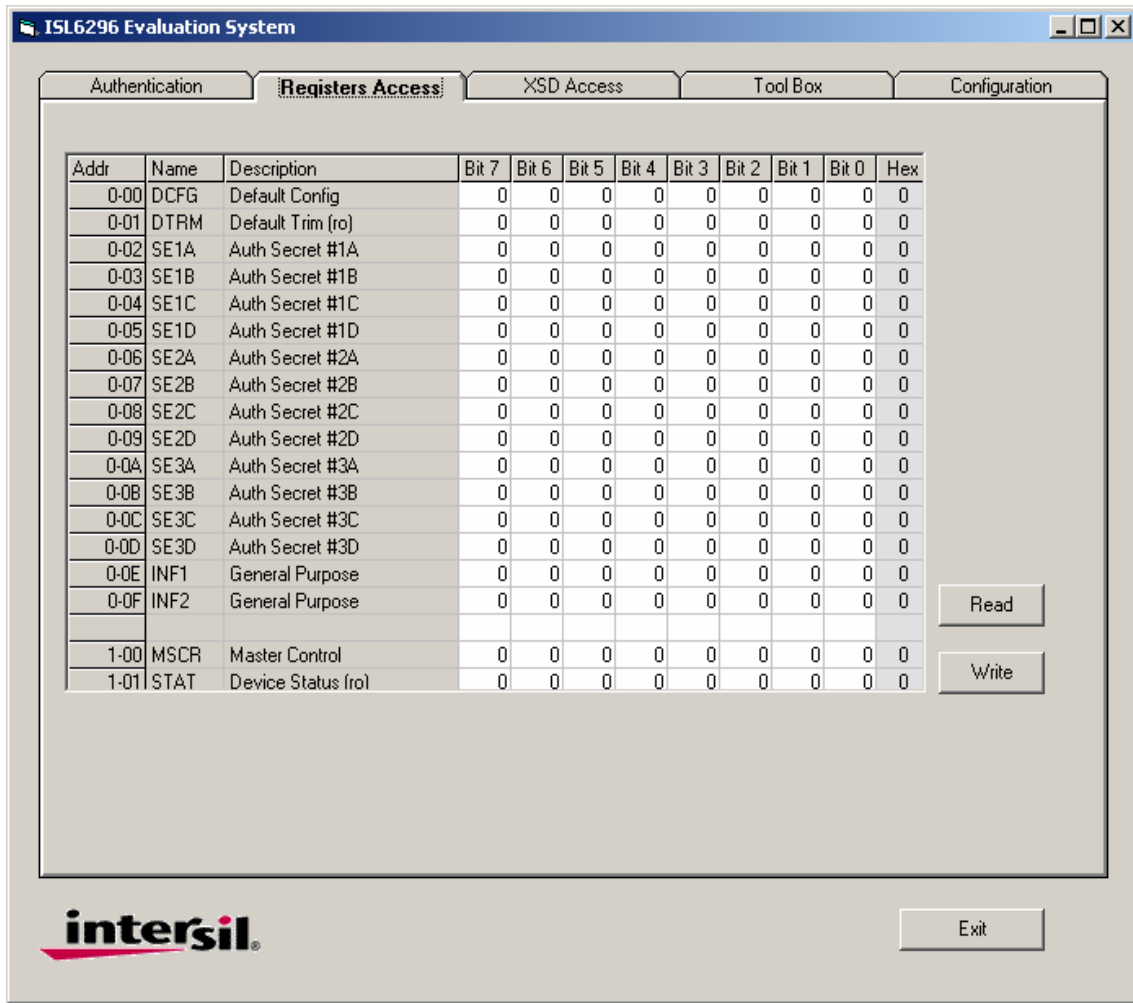 ISL6296 Evaluation System
Authentication Registers Access XSD Access Tool Box Configuration
Addr Name Description Bit 7 Bit 6 Bit 5 Bit 4 Bit 3 Bit 2 Bit 1 Bit 0 Hex
0-00 DCFG Default Config 0 0 0 0 0 0 0 0 0
0-01 DTRM Default Trim (ro) 0 0 0 0 0 0 0 0 0
0-02 SE1A Auth Secret #1A 0 0 0 0 0 0 0 0 0
0-03 SE1B Auth Secret #1B 0 0 0 0 0 0 0 0 0
0-04 SE1C Auth Secret #1C 0 0 0 0 0 0 0 0 0
0-05 SE1D Auth Secret #1D 0 0 0 0 0 0 0 0 0
0-06 SE2A Auth Secret #2A 0 0 0 0 0 0 0 0 0
0-07 SE2B Auth Secret #2B 0 0 0 0 0 0 0 0 0
0-08 SE2C Auth Secret #2C 0 0 0 0 0 0 0 0 0
0-09 SE2D Auth Secret #2D 0 0 0 0 0 0 0 0 0
0-0A SE3A Auth Secret #3A 0 0 0 0 0 0 0 0 0
0-0B SE3B Auth Secret #3B 0 0 0 0 0 0 0 0 0
0-0C SE3C Auth Secret #3C 0 0 0 0 0 0 0 0 0
0-0D SE3D Auth Secret #3D 0 0 0 0 0 0 0 0 0
0-0E INF1 General Purpose 0 0 0 0 0 0 0 0 0
0-0F INF2 General Purpose 0 0 0 0 0 0 0 0 0
Read
1-00 MSCR Master Control 0 0 0 0 0 0 0 0 0
1-01 STAT Device Status (ro) 0 0 0 0 0 0 0 0 0
Write
intersil®
Exit